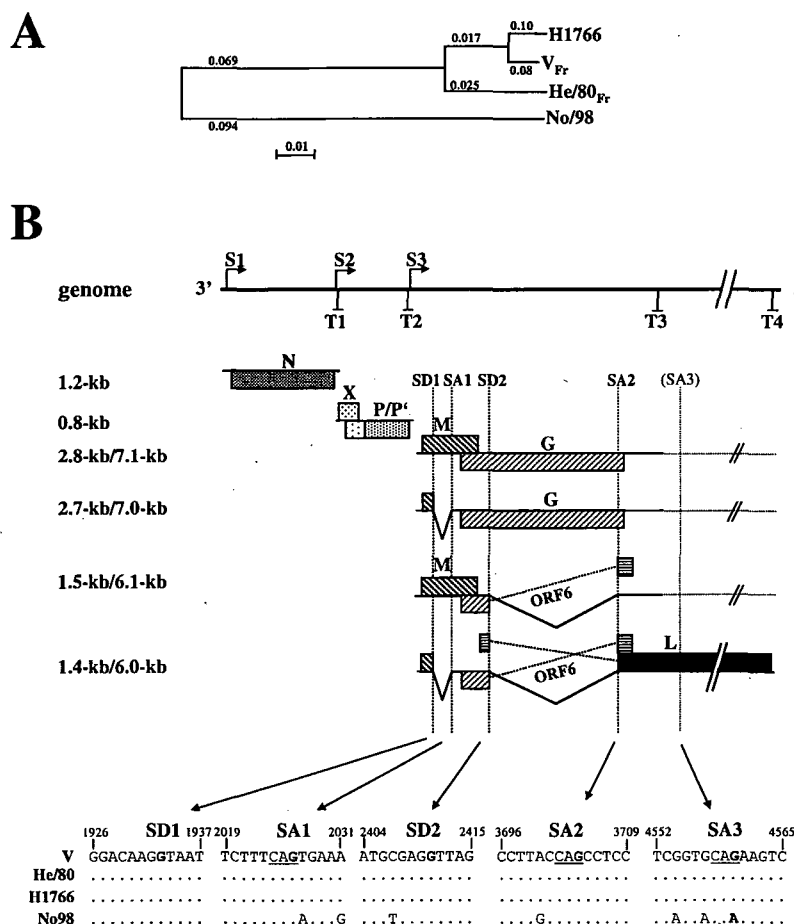 A
0.10
H1766
0.017
0.069
0.08
V Fr
0.025
He/80 Fr
No/98
0.094
0.01
B
S1 S2 S3
genome 3'
T1 T2 T3 T4
N
1.2-kb SD1 SA1 SD2 SA2 (SA3)
X
0.8-kb P/P‘
M
2.8-kb/7.1-kb G
2.7-kb/7.0-kb G
M
1.5-kb/6.1-kb ORF6
L
1.4-kb/6.0-kb ORF6
1926 SD1 1937 2019 SA1 2031 2404 SD2 2415 3696 SA2 3709 4552 SA3 4565
V GGACAAGGTAAT TCTTTCAGTGAAA ATGCGAGGTTAG CCTTACCAGCCTCC TCGGTGCAGAAGTC
He/80 ............ ............. ............ .............. ..............
H1766 ............ ............. ............ .............. ..............
No98 ............ ........A...G ...T........ ....G......... ..A..A..A.....